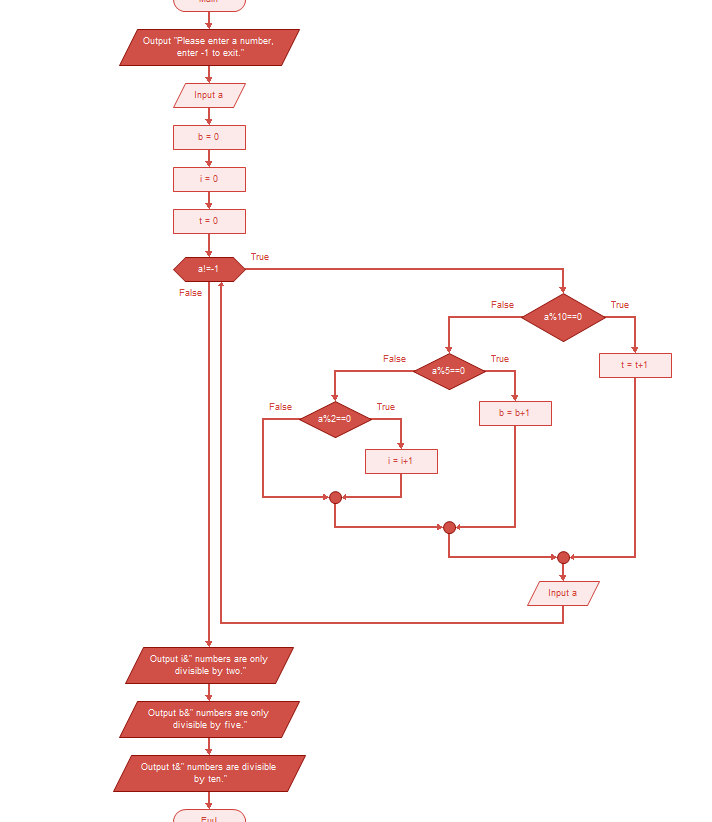 Main
Output "Please enter a number,
enter -1 to exit."
Input a
b = 0
i = 0
t = 0
a!=-1
True
False
a%10==0
False
True
t = t+1
a%5==0
False
True
b = b+1
a%2==0
False
True
i = i+1
Input a
Output i&" numbers are only
divisible by two."
Output b&" numbers are only
divisible by five."
Output t&" numbers are divisible
by ten."
End